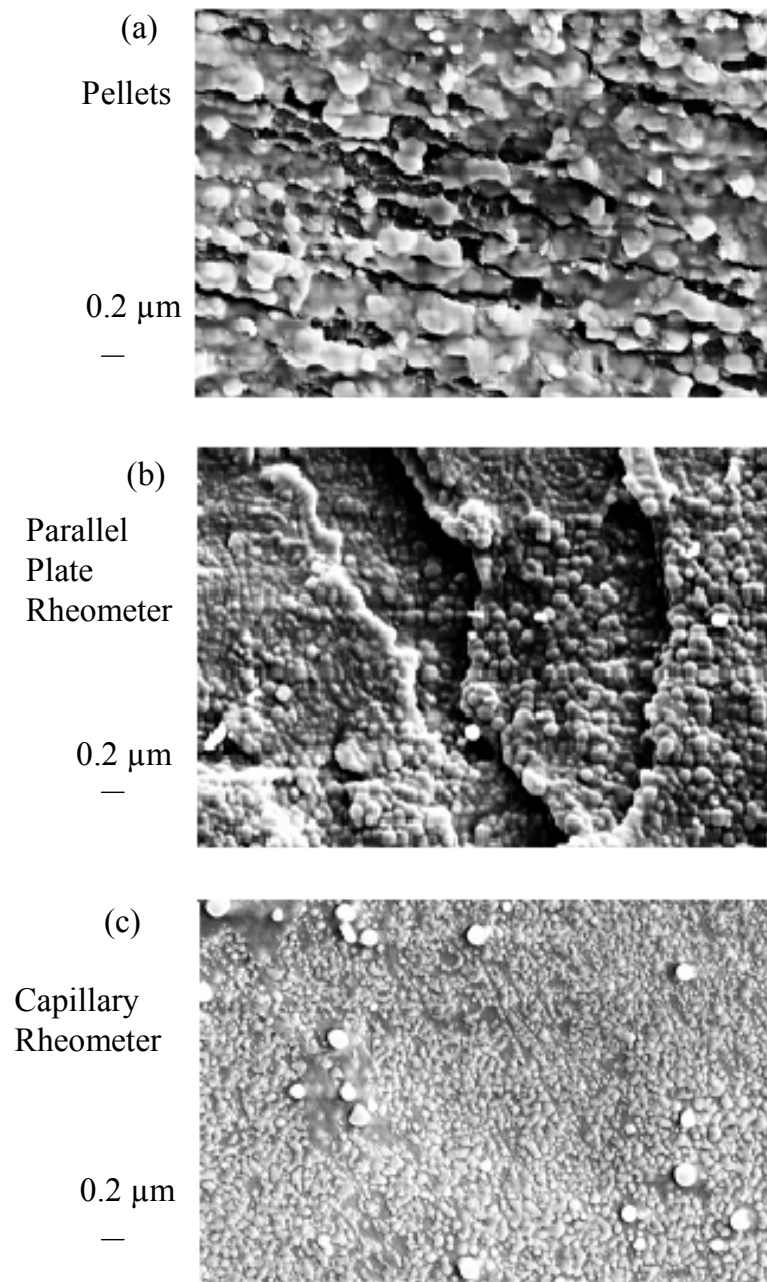 (a)
Pellets
0.2 µm
(b)
Parallel
Plate
Rheometer
0.2 µm
(c)
Capillary
Rheometer
0.2 µm